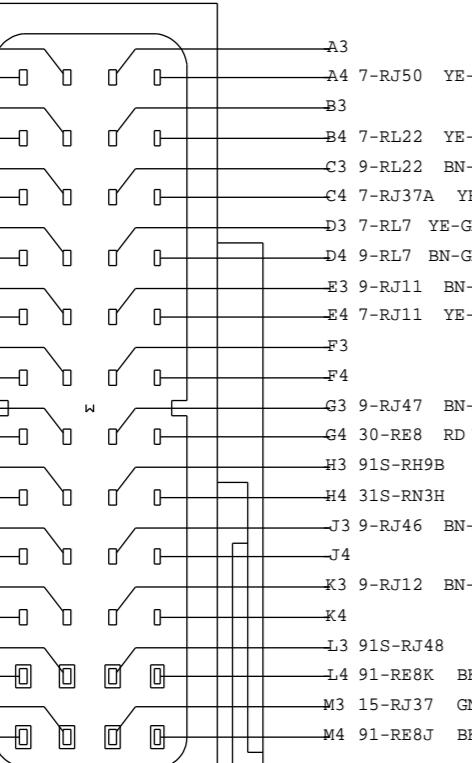 A3
A4 7-RJ50 YE-
B3
B4 7-RL22 YE-
C3 9-RL22 BN-
C4 7-RJ37A
D3 7-RL7 YE-G
D4 9-RL7 BN-G
E3 9-RJ11 BN-
E4 7-RJ11 YE-
F3
F4
W
G3 9-RJ47 BN-
G4 30-RE8 RD
H3 91S-RH9B
H4 31S-RN3H
J3 9-RJ46 BN-
J4
K3 9-RJ12 BN-
K4
L3 91S-RJ48
L4 91-RE8K
M3 15-RJ37
M4 91-RE8J